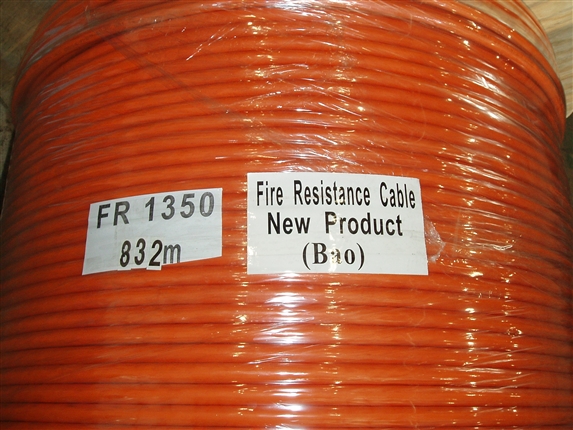 FR 1350
832m
Fire Resistance Cable
New Product
(Bao)